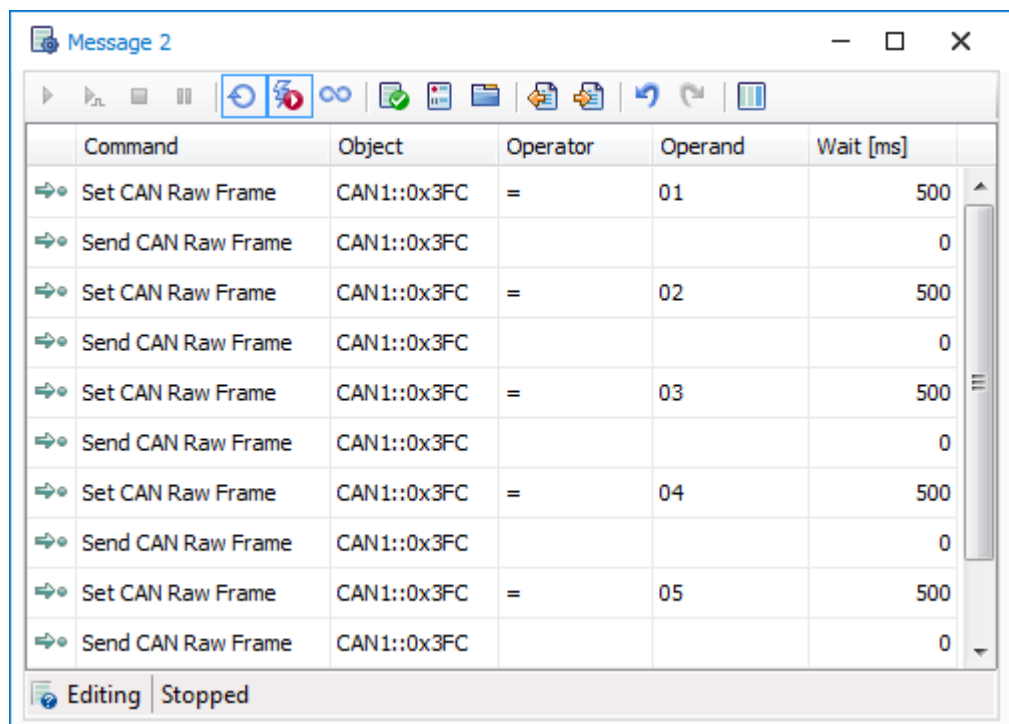 Message 2
Command Object Operator Operand Wait [ms]
Set CAN Raw Frame CAN1::0x3FC = 01 500
Send CAN Raw Frame CAN1::0x3FC 0
Set CAN Raw Frame CAN1::0x3FC = 02 500
Send CAN Raw Frame CAN1::0x3FC 0
Set CAN Raw Frame CAN1::0x3FC = 03 500
Send CAN Raw Frame CAN1::0x3FC 0
Set CAN Raw Frame CAN1::0x3FC = 04 500
Send CAN Raw Frame CAN1::0x3FC 0
Set CAN Raw Frame CAN1::0x3FC = 05 500
Send CAN Raw Frame CAN1::0x3FC 0
Editing Stopped